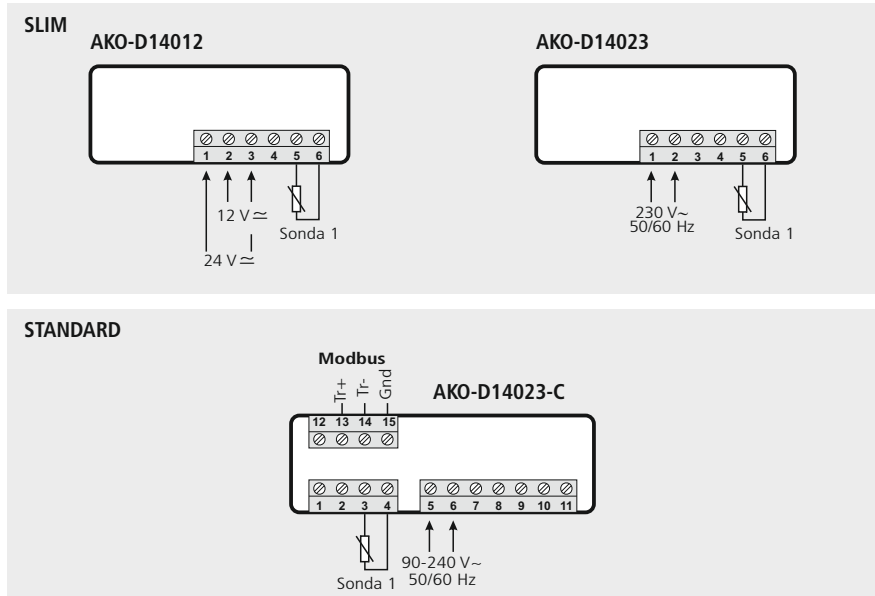 SLIM
AKO-D14012
1 2 3 4 5 6
12 V ≃
Sonda 1
24 V ≃
AKO-D14023
1 2 3 4 5 6
230 V~
50/60 Hz
Sonda 1
STANDARD
Modbus
Tr+ Tr- Gnd
AKO-D14023-C
12 13 14 15
1 2 3 4 5 6 7 8 9 10 11
90-240 V~
50/60 Hz
Sonda 1